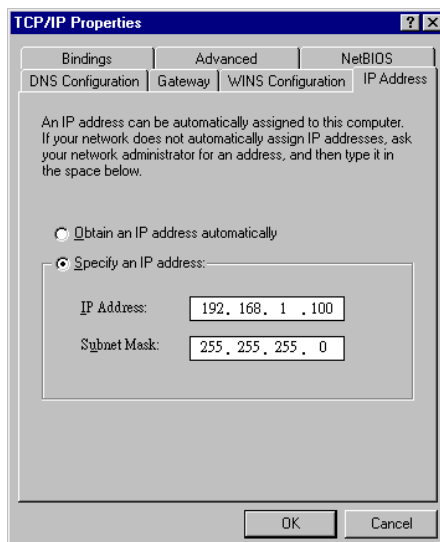 TCP/IP Properties
Bindings Advanced NetBIOS
DNS Configuration Gateway WINS Configuration IP Address
An IP address can be automatically assigned to this computer.
If your network does not automatically assign IP addresses, ask
your network administrator for an address, and then type it in
the space below.
Obtain an IP address automatically
Specify an IP address:
IP Address: 192. 168. 1 .100
Subnet Mask: 255. 255. 255. 0
OK Cancel